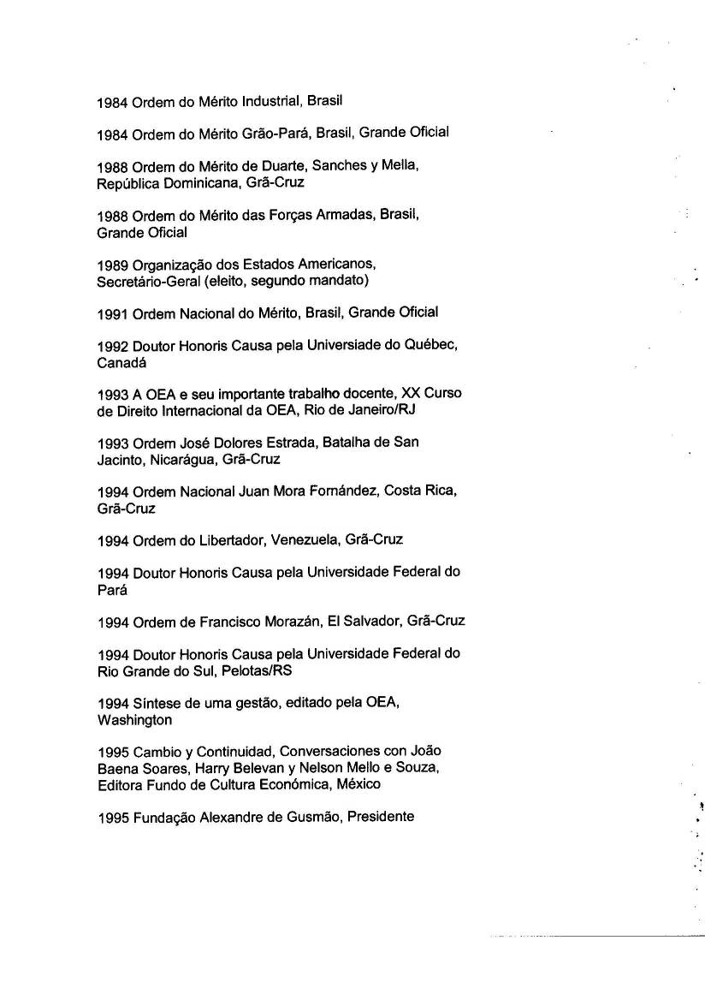 1984 Ordem do Mérito Industrial, Brasil
1984 Ordem do Mérito Grão-Pará, Brasil, Grande Oficial
1988 Ordem do Mérito de Duarte, Sanches y Mella,
República Dominicana, Grã-Cruz
1988 Ordem do Mérito das Forças Armadas, Brasil,
Grande Oficial
1989 Organização dos Estados Americanos,
Secretário-Geral (eleito, segundo mandato)
1991 Ordem Nacional do Mérito, Brasil, Grande Oficial
1992 Doutor Honoris Causa pela Universiade do Québec,
Canadá
1993 A OEA e seu importante trabalho docente, XX Curso
de Direito Internacional da OEA, Rio de Janeiro/RJ
1993 Ordem José Dolores Estrada, Batalha de San
Jacinto, Nicarágua, Grã-Cruz
1994 Ordem Nacional Juan Mora Fornández, Costa Rica,
Grã-Cruz
1994 Ordem do Libertador, Venezuela, Grã-Cruz
1994 Doutor Honoris Causa pela Universidade Federal do
Pará
1994 Ordem de Francisco Morazán, El Salvador, Grã-Cruz
1994 Doutor Honoris Causa pela Universidade Federal do
Rio Grande do Sul, Pelotas/RS
1994 Síntese de uma gestão, editado pela OEA,
Washington
1995 Cambio y Continuidad, Conversaciones con João
Baena Soares, Harry Belevan y Nelson Mello e Souza,
Editora Fundo de Cultura Económica, México
1995 Fundação Alexandre de Gusmão, Presidente